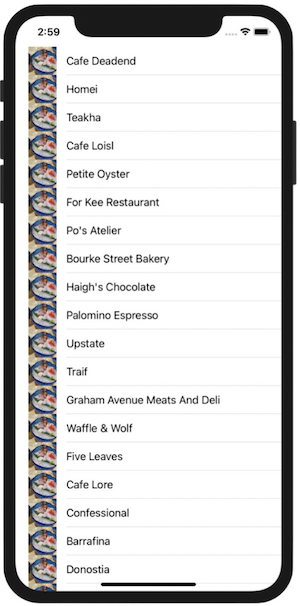 2:59
Cafe Deadend
Homei
Teakha
Cafe Loisl
Petite Oyster
For Kee Restaurant
Po's Atelier
Bourke Street Bakery
Haigh's Chocolate
Palomino Espresso
Upstate
Traif
Graham Avenue Meats And Deli
Waffle & Wolf
Five Leaves
Cafe Lore
Confessional
Barrafina
Donostia